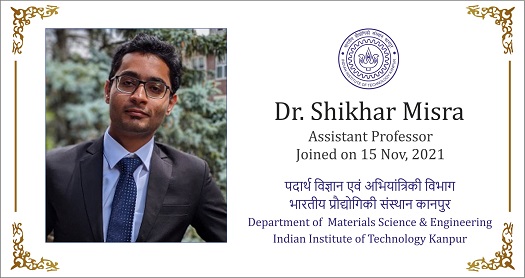 Dr. Shikhar Misra
Assistant Professor
Joined on 15 Nov, 2021
पदार्थ विज्ञान एवं अभियांत्रिकी विभाग
भारतीय प्रौद्योगिकी संस्थान कानपुर
Department of Materials Science & Engineering
Indian Institute of Technology Kanpur